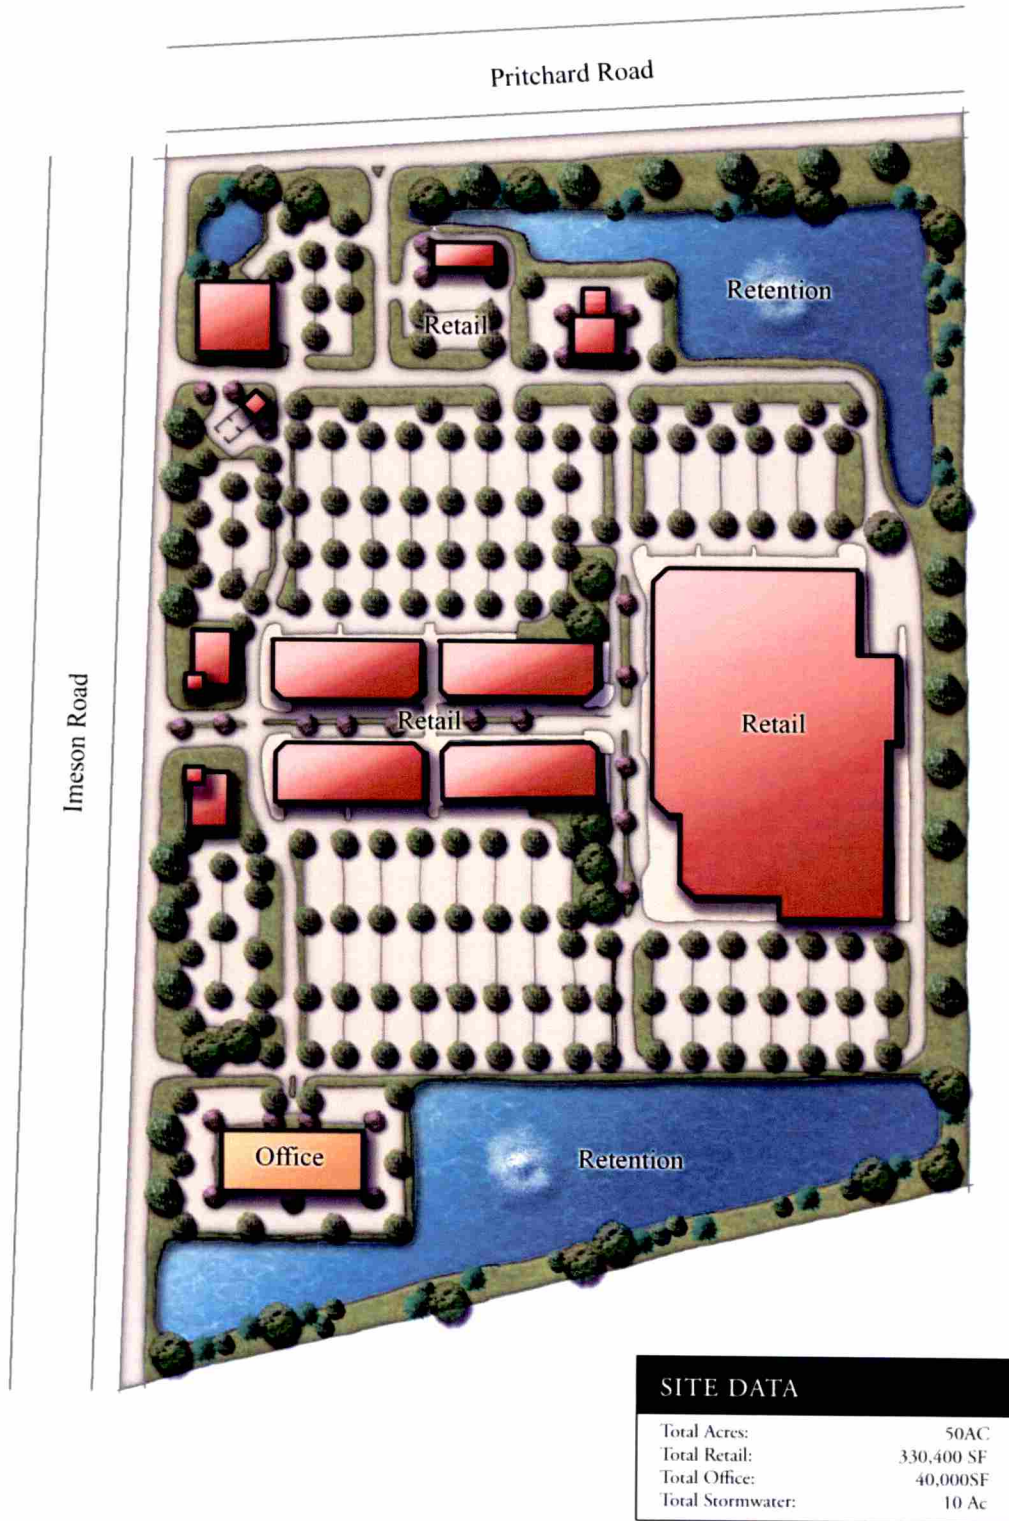 Pritchard Road
Retention
Retail
Imeson Road
Retail
Retail
Office
Retention
SITE DATA
Total Acres: 50AC
Total Retail: 330,400 SF
Total Office: 40,000SF
Total Stormwater: 10 Ac